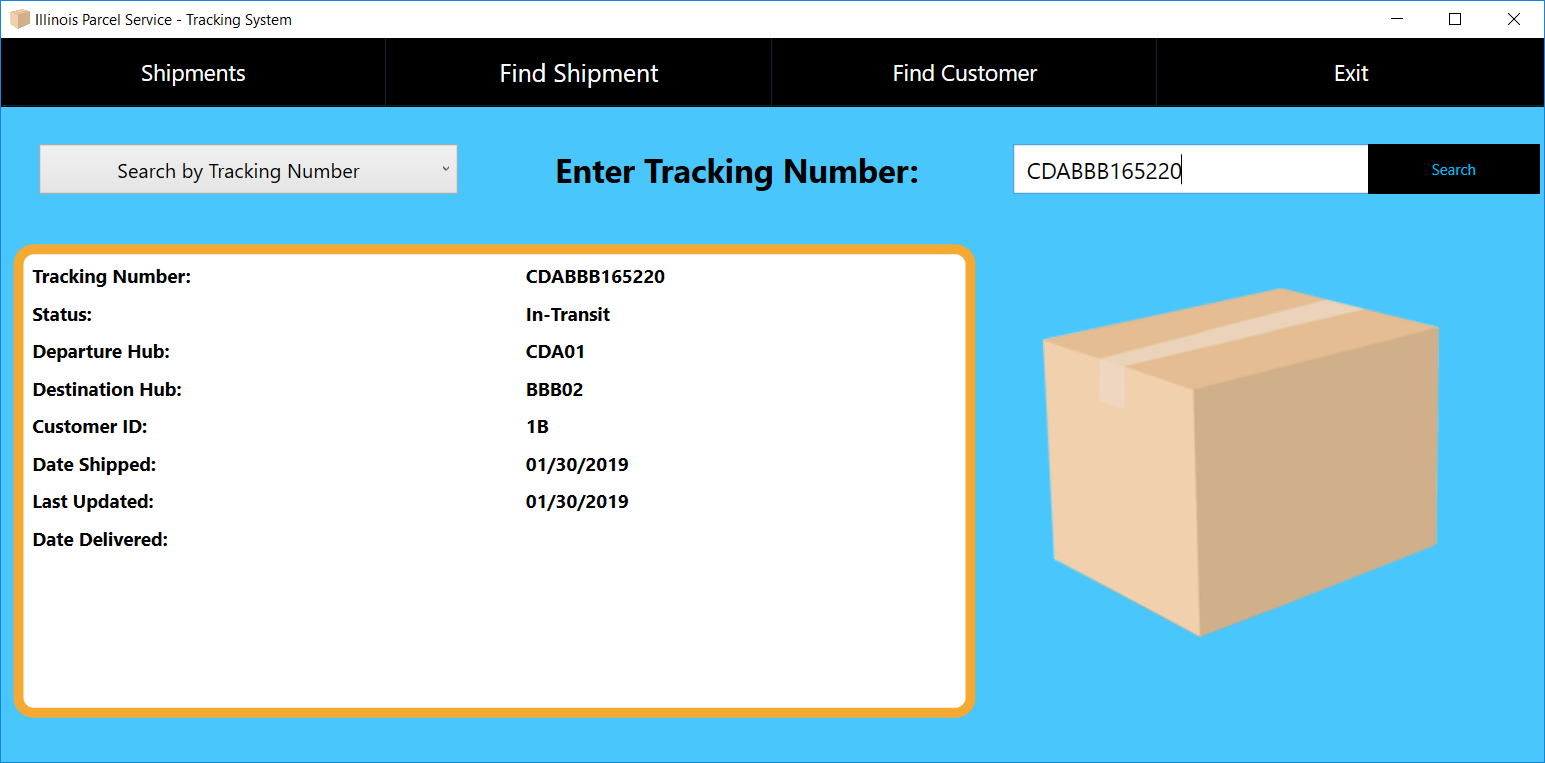 Illinois Parcel Service - Tracking System
Shipments Find Shipment Find Customer Exit
Search by Tracking Number Enter Tracking Number: CDABBB165220 Search
Tracking Number: CDABBB165220
Status: In-Transit
Departure Hub: CDA01
Destination Hub: BBB02
Customer ID: 1B
Date Shipped: 01/30/2019
Last Updated: 01/30/2019
Date Delivered: